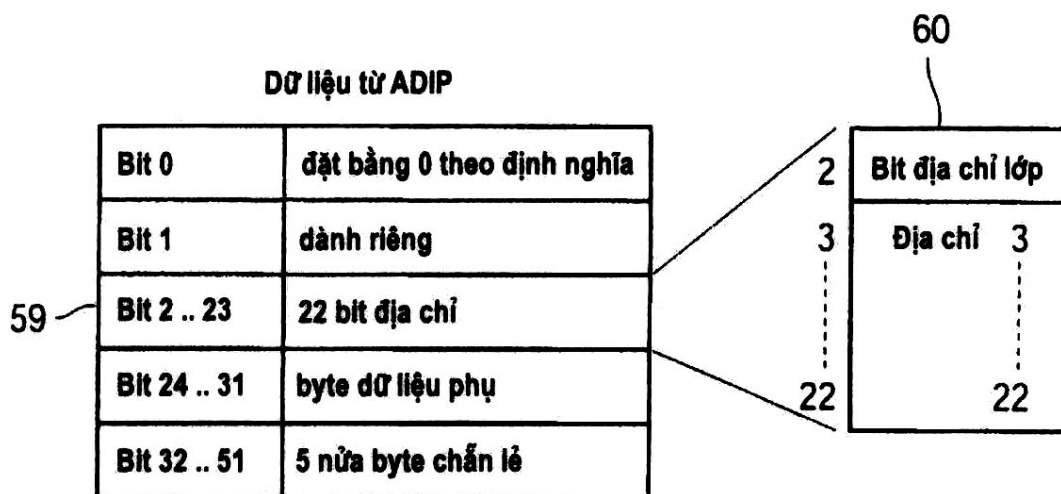 60
Dữ liệu từ ADIP
Bit 0 đặt bằng 0 theo định nghĩa
Bit 1 dành riêng
59 Bit 2 .. 23 22 bit địa chỉ
Bit 24 .. 31 byte dữ liệu phụ
Bit 32 .. 51 5 nửa byte chẵn lẻ
2 Bit địa chỉ lớp
3 Địa chỉ 3
22 22